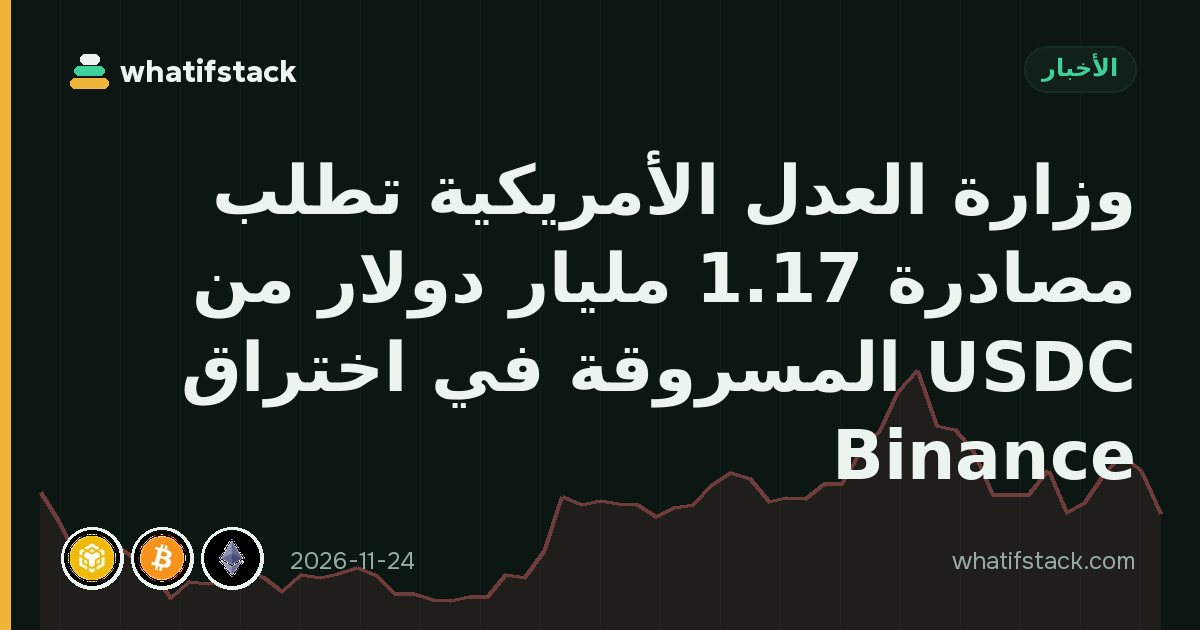 whatifstack
الأخبار
وزارة العدل الأمريكية تطلب
مصادرة 1.17 مليار دولار من
USDC المسروقة في اختراق
Binance
2026-11-24
whatifstack.com